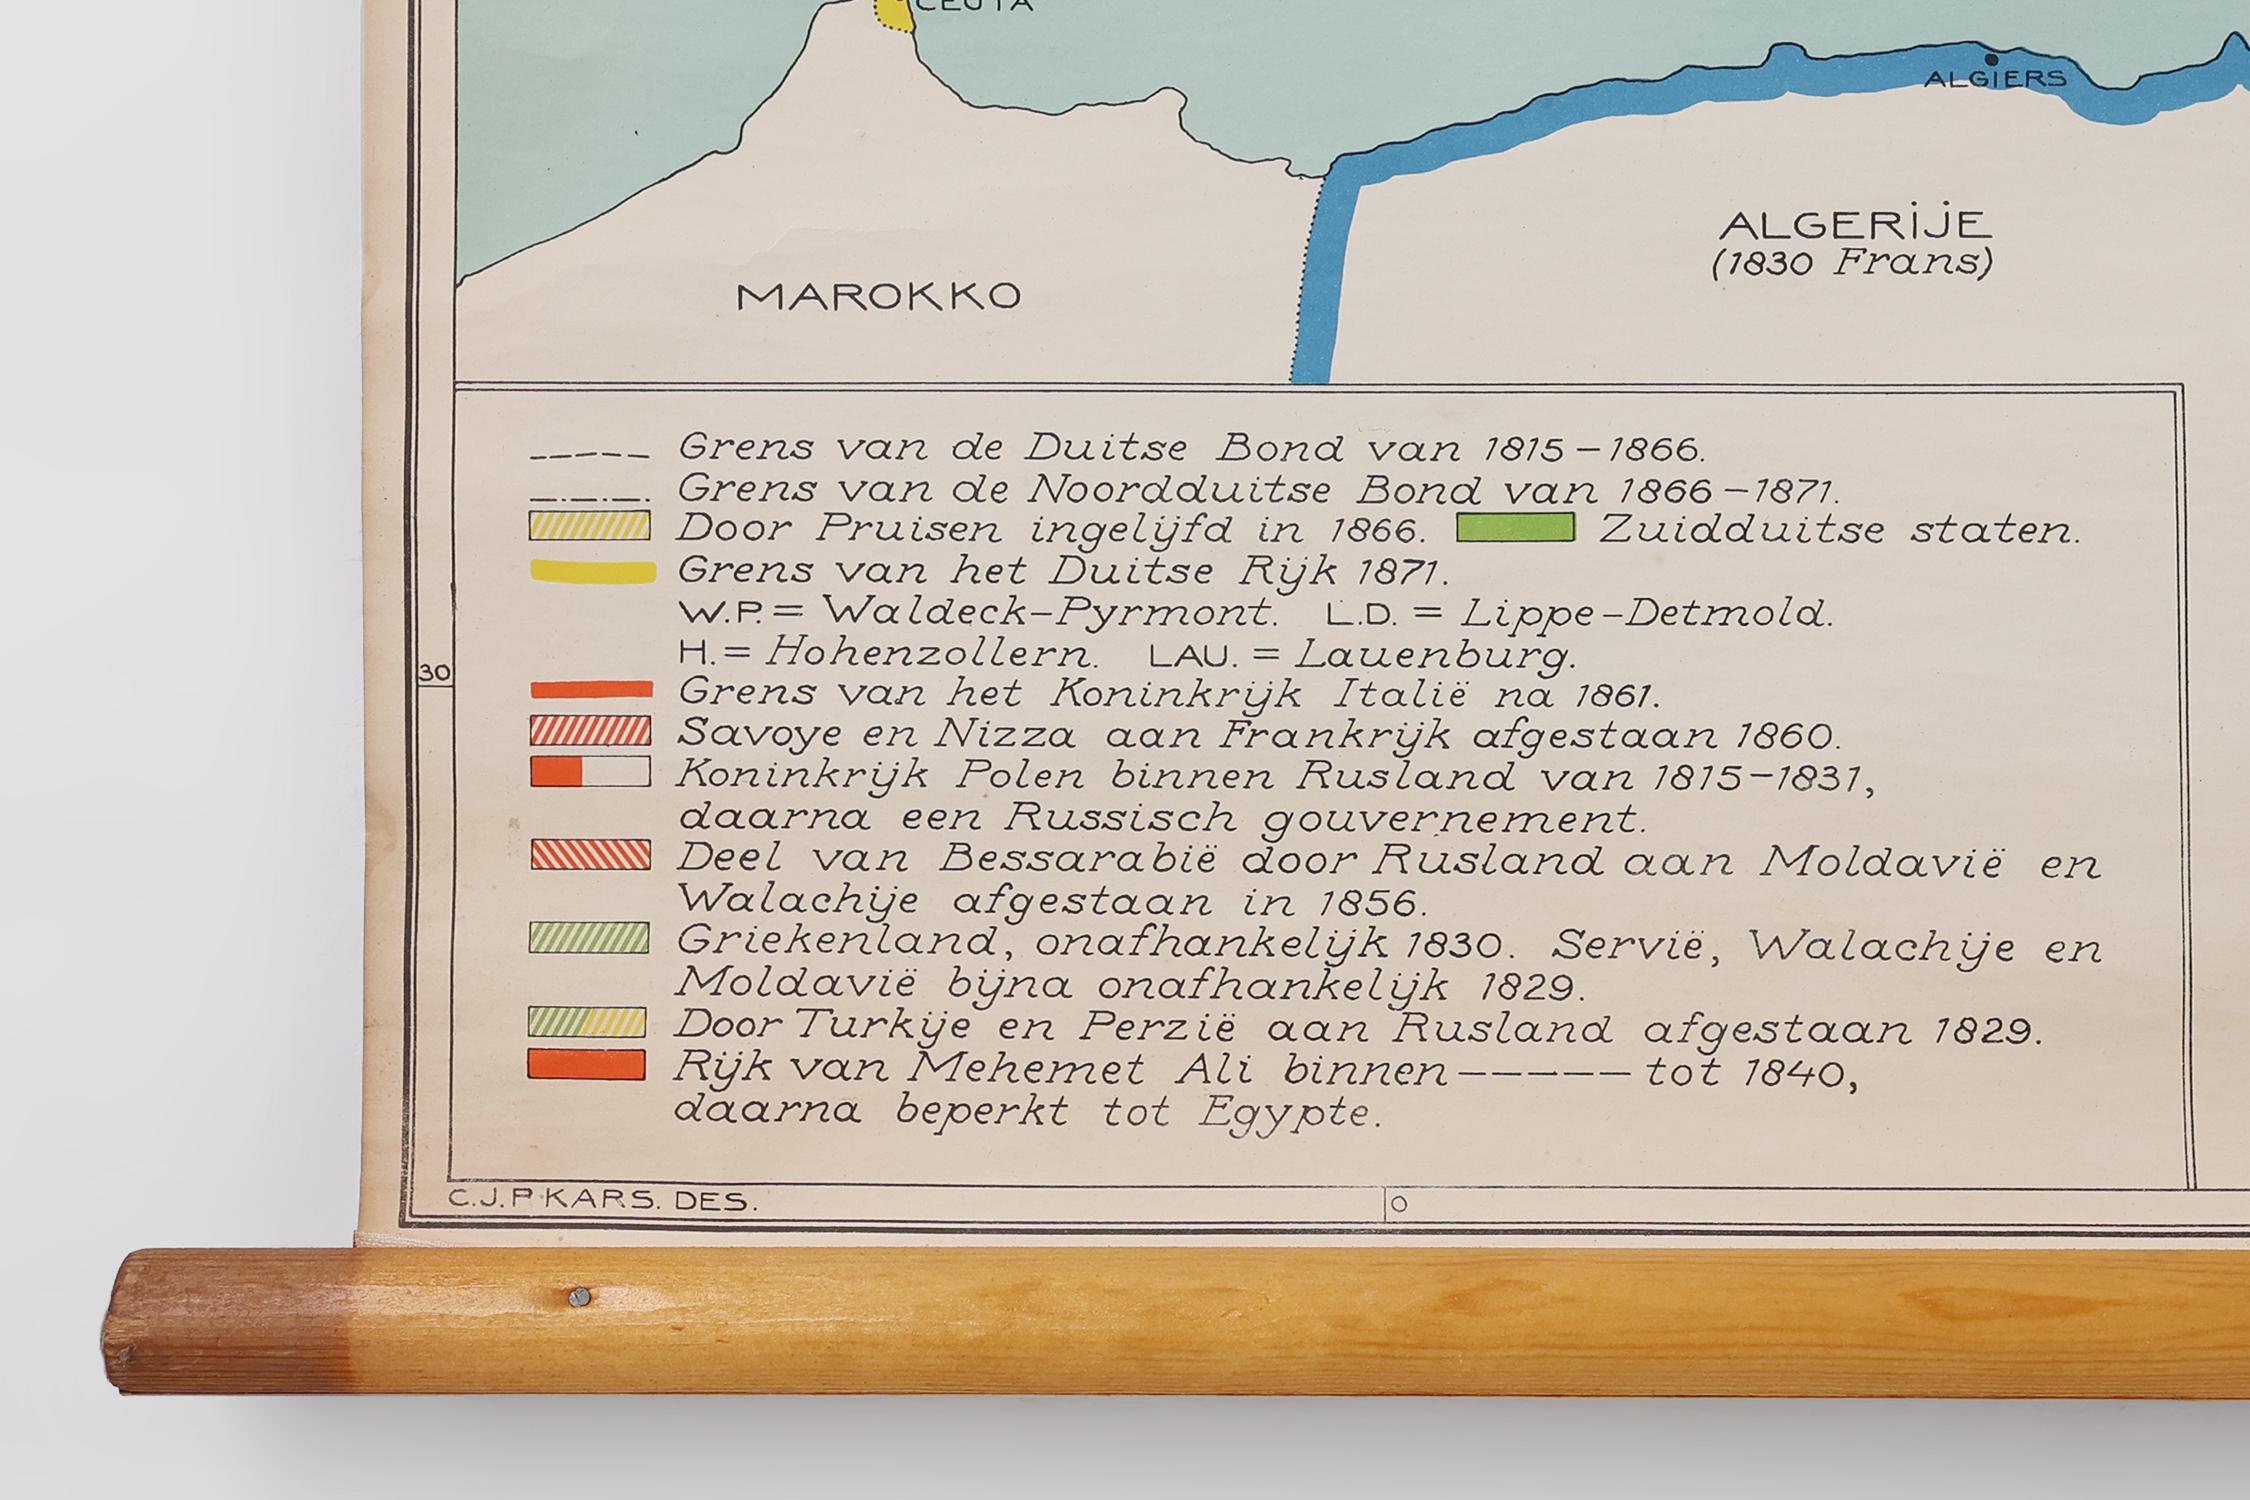 CEUTA
ALGIERS
ALGERIJE
(1830 Frans)
MAROKKO
Grens van de Duitse Bond van 1815-1866.
Grens van de Noordduitse Bond van 1866-1871.
Door Pruisen ingelijfd in 1866. Zuidduitse staten.
Grens van het Duitse Rijk 1871.
W.P. = Waldeck-Pyrmont. L.D. = Lippe-Detmold.
H. = Hohenzollern. LAU. = Lauenburg.
30
Grens van het Koninkrijk Italië na 1861.
Savoye en Nizza aan Frankrijk afgestaan 1860.
Koninkrijk Polen binnen Rusland van 1815-1831,
daarna een Russisch gouvernement.
Deel van Bessarabië door Rusland aan Moldavië en
Walachije afgestaan in 1856.
Griekenland, onafhankelijk 1830. Servië, Walachije en
Moldavië bijna onafhankelijk 1829.
Door Turkije en Perzië aan Rusland afgestaan 1829.
Rijk van Mehemet Ali binnen ----- tot 1840,
daarna beperkt tot Egypte.
C.J.P. KARS. DES.
0